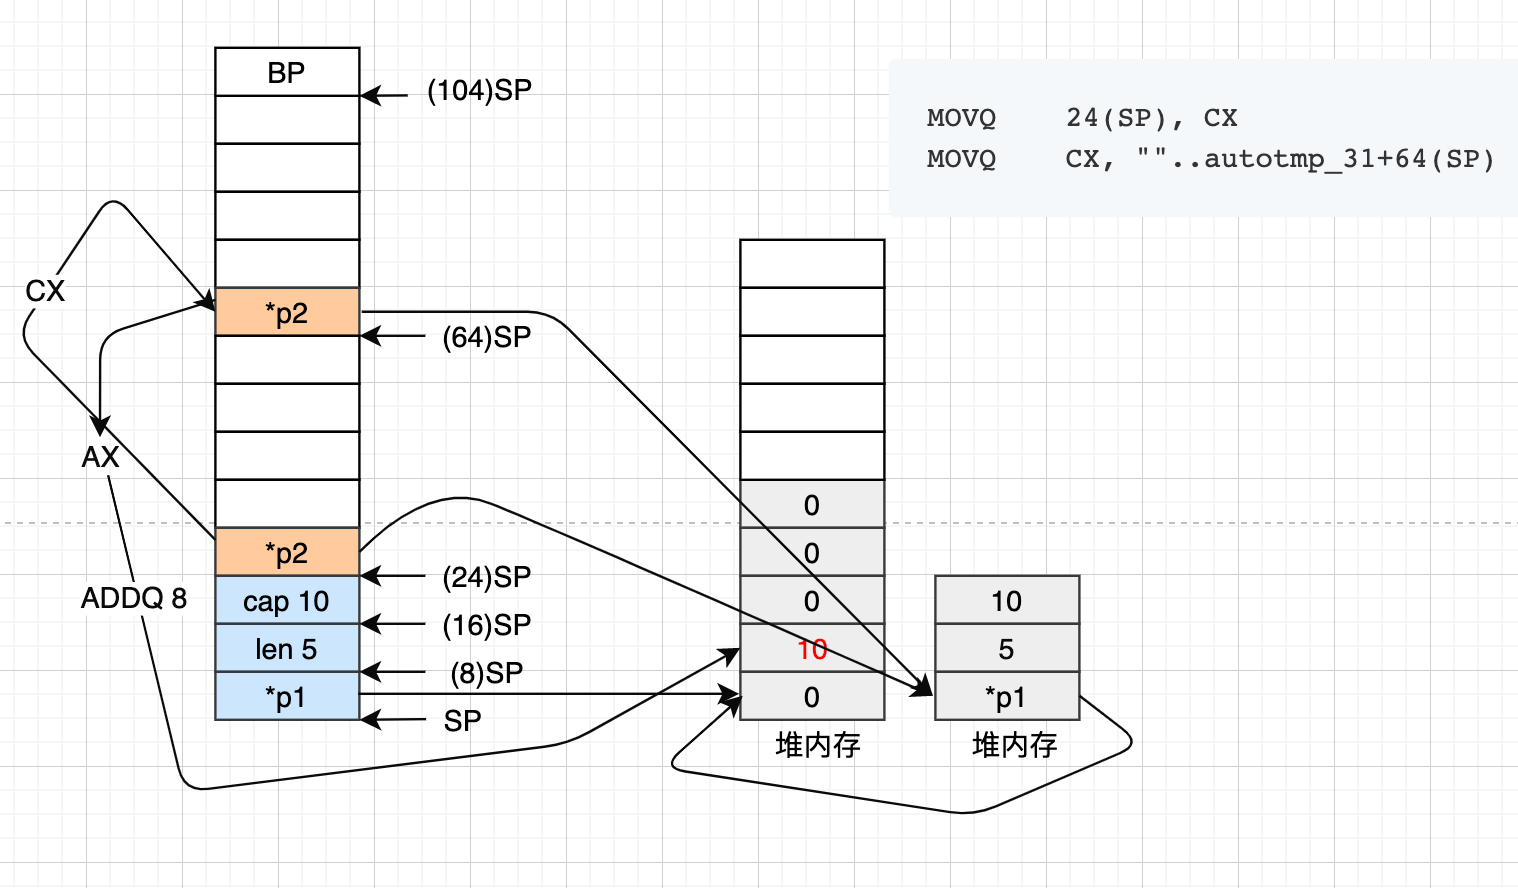 BP
(104)SP
MOVQ 24(SP), CX
MOVQ CX, ""..autotmp_31+64(SP)
CX
*p2
(64)SP
AX
0
*p2
0
(24)SP
ADDQ 8
cap 10
0
10
(16)SP
len 5
10
5
(8)SP
*p1
0
*p1
SP
堆内存
堆内存